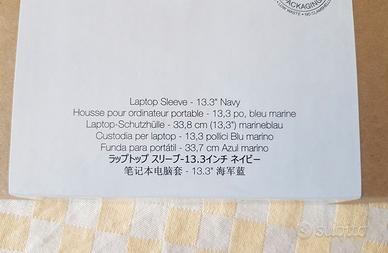 PACKAGING
Laptop Sleeve - 13.3" Navy
Housse pour ordinateur portable - 13,3 po, bleu marine
Laptop-Schutzhülle - 33,8 cm (13,3") marineblau
Custodia per laptop - 13,3 pollici Blu marino
Funda para portátil - 33,7 cm Azul marino
ラップトップ スリーブ-13.3インチ ネイビー
笔记本电脑套 - 13.3" 海军蓝
subito